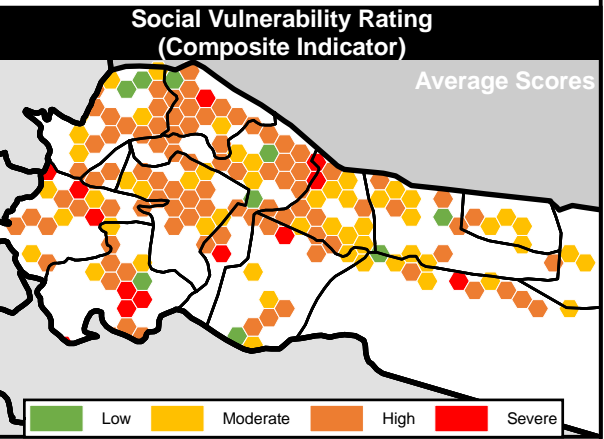 Social Vulnerability Rating
(Composite Indicator)
Average Scores
Low Moderate High Severe